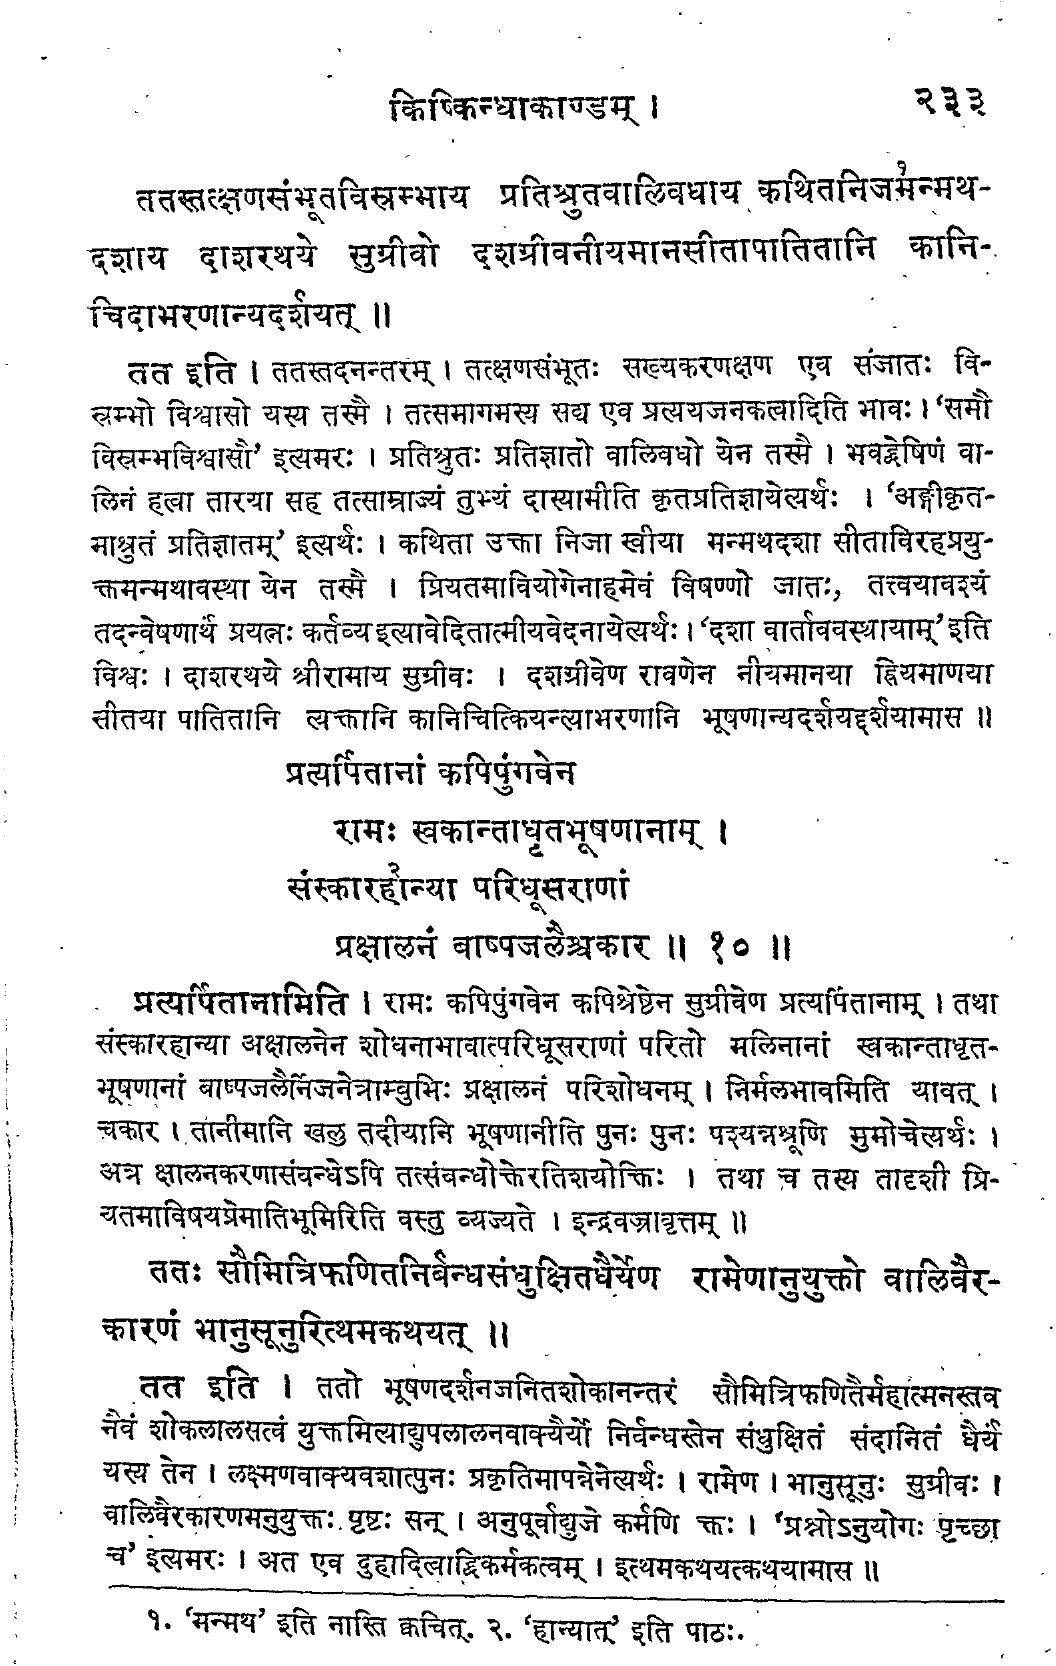 किष्किन्धाकाण्डम् । २३३
ततस्तत्क्षणसंभूतविस्रम्भाय प्रतिश्रुतवालिवधाय कथितनिजमन्मथ१-
दशाय दाशरथये सुग्रीवो दशग्रीवनीयमानसीतापातितानि कानि-
चिदाभरणान्यदर्शयत् ॥
तत इति । ततस्तदनन्तरम् । तत्क्षणसंभूतः सख्यकरणक्षण एव संजातः वि-
स्रम्भो विश्वासो यस्य तस्मै । तत्समागमस्य सद्य एव प्रत्ययजनकत्वादिति भावः । ‘समौ
विस्रम्भविश्वासौ’ इत्यमरः । प्रतिश्रुतः प्रतिज्ञातो वालिवधो येन तस्मै । भवद्वेषिणं वा-
लिनं हत्वा तारया सह तत्साम्राज्यं तुभ्यं दास्यामीति कृतप्रतिज्ञायेत्यर्थः । ‘अङ्गीकृत-
माश्रुतं प्रतिज्ञातम्’ इत्यर्थः । कथिता उक्ता निजा स्वीया मन्मथदशा सीताविरहप्रयु-
क्तमन्मथावस्था येन तस्मै । प्रियतमावियोगेनाहमेवं विषण्णो जातः, तत्त्वयावश्यं
तदन्वेषणार्थं प्रयत्नः कर्तव्य इत्यावेदितात्मीयवेदनायेत्यर्थः । ‘दशा वार्ताववस्थायाम्’ इति
विश्वः । दाशरथये श्रीरामाय सुग्रीवः । दशग्रीवेण रावणेन नीयमानया ह्रियमाणया
सीतया पातितानि त्यक्तानि कानिचित्कियन्त्याभरणानि भूषणान्यदर्शयद्दर्शयामास ॥
प्रत्यर्पितानां कपिपुंगवेन
रामः स्वकान्ताधृतभूषणानाम् ।
संस्कारहान्या२ परिधूसराणां
प्रक्षालनं बाष्पजलैश्चकार ॥ १० ॥
प्रत्यर्पितानामिति । रामः कपिपुंगवेन कपिश्रेष्टेन सुग्रीवेण प्रत्यर्पितानाम् । तथा
संस्कारहान्या अक्षालनेन शोधनाभावात्परिधूसराणां परितो मलिनानां स्वकान्ताधृत-
भूषणानां बाष्पजलैर्निजनेत्राम्बुभिः प्रक्षालनं परिशोधनम् । निर्मलभावमिति यावत् ।
चकार । तानीमानि खलु तदीयानि भूषणानीति पुनः पुनः पश्यन्नश्रूणि मुमोचेत्यर्थः ।
अत्र क्षालनकरणासंबन्धेऽपि तत्संबन्धोक्तेरतिशयोक्तिः । तथा च तस्य तादृशी प्रि-
यतमाविषयप्रेमातिभूमिरिति वस्तु व्यज्यते । इन्द्रवज्रावृत्तम् ॥
ततः सौमित्रिफणितनिर्बन्धसंधुक्षितधैर्येण रामेणानुयुक्तो वालिवैर-
कारणं भानुसूनुरित्थमकथयत् ॥
तत इति । ततो भूषणदर्शनजनितशोकानन्तरं सौमित्रिफणितैर्महात्मनस्तव
नैवं शोकलालसत्वं युक्तमित्याद्युपलालनवाक्यैर्यो निर्बन्धस्तेन संधुक्षितं संदानितं धैर्यं
यस्य तेन । लक्ष्मणवाक्यवशात्पुनः प्रकृतिमापन्नेनेत्यर्थः । रामेण । भानुसूनुः सुग्रीवः ।
वालिवैरकारणमनुयुक्तः पृष्टः सन् । अनुपूर्वाद्युजे कर्मणि क्तः । ‘प्रश्नोऽनुयोगः पृच्छा
च’ इत्यमरः । अत एव दुहादित्वाद्विकर्मकत्वम् । इत्थमकथयत्कथयामास ॥
१. ‘मन्मथ’ इति नास्ति क्वचित्. २. ‘हान्यात्’ इति पाठः.